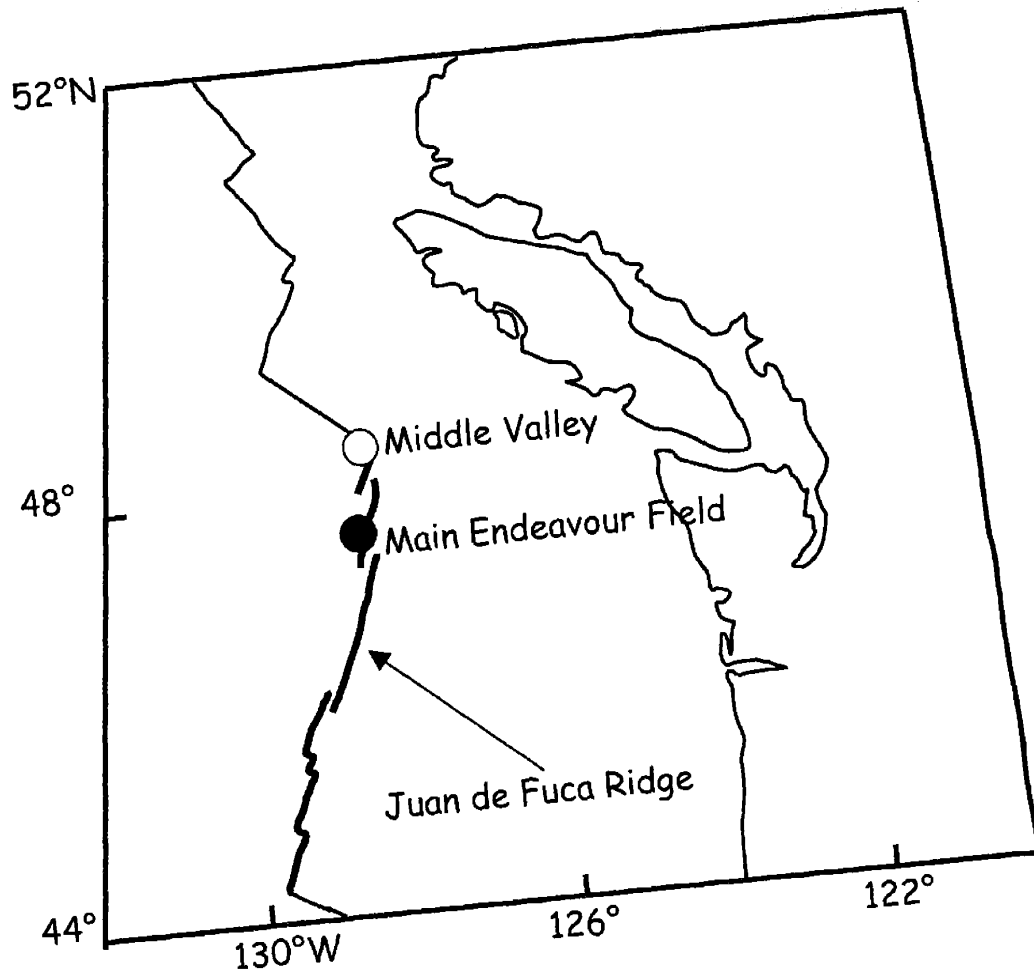 52°N
Middle Valley
48°
Main Endeavour Field
Juan de Fuca Ridge
44°
130°W
126°
122°